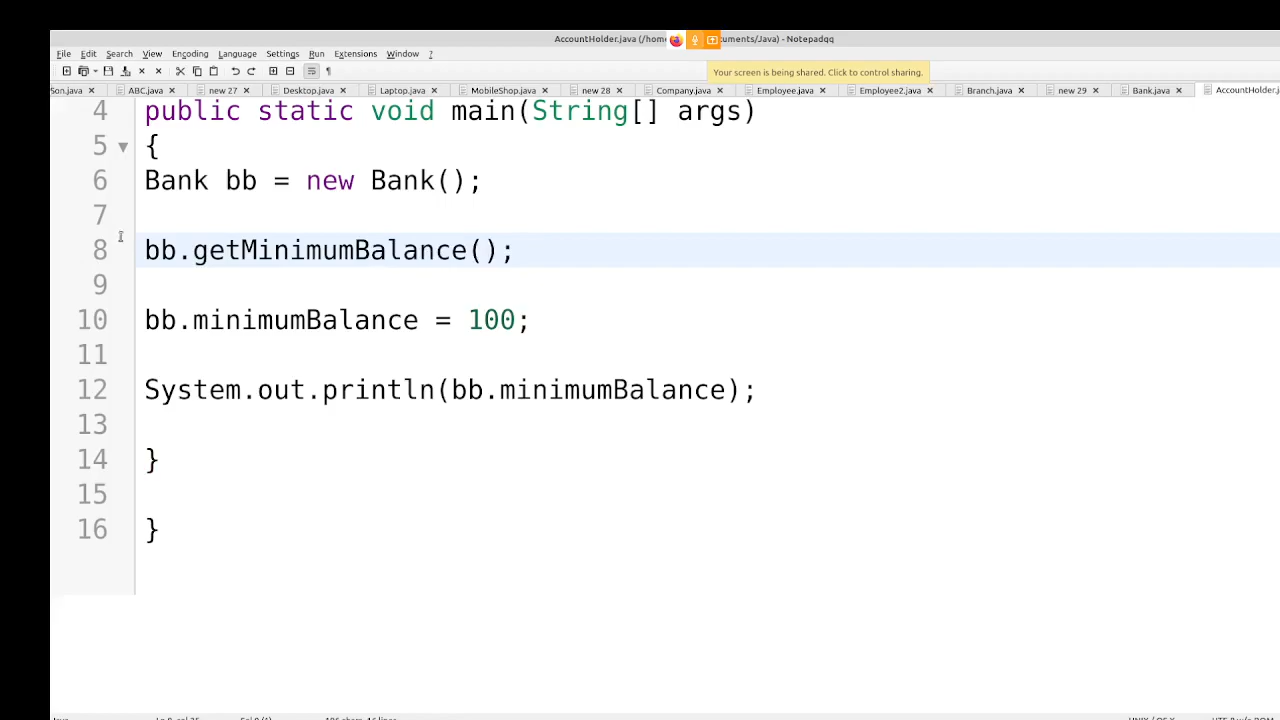 AccountHolder.java (/home
cuments/Java) - Notepadqq
File Edit Search View Encoding Language Settings Run Extensions Window ?
Your screen is being shared. Click to control sharing.
Son.java ABC.java new 27 Desktop.java Laptop.java MobileShop.java new 28 Company.java Employee.java Employee2.java Branch.java new 29 Bank.java AccountHolder.j
4 public static void main(String[] args)
5 {
6 Bank bb = new Bank();
7
8 bb.getMinimumBalance();
9
10 bb.minimumBalance = 100;
11
12 System.out.println(bb.minimumBalance);
13
14 }
15
16 }